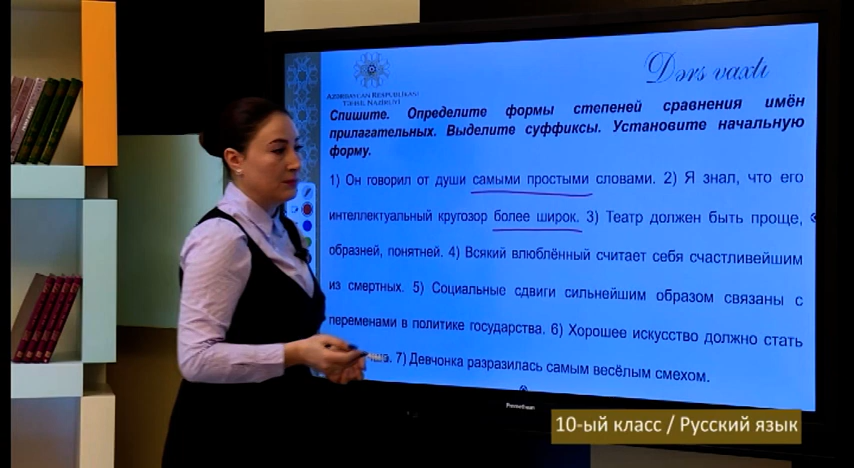 Dərs vaxtı
AZƏRBAYCAN RESPUBLİKASI
TƏHSİL NAZİRLİYİ
Спишите. Определите формы степеней сравнения имён
прилагательных. Выделите суффиксы. Установите начальную
форму.
1) Он говорил от души самыми простыми словами. 2) Я знал, что его
интеллектуальный кругозор более широк. 3) Театр должен быть проще,
образней, понятней. 4) Всякий влюблённый считает себя счастливейшим
из смертных. 5) Социальные сдвиги сильнейшим образом связаны с
переменами в политике государства. 6) Хорошее искусство должно стать
7) Девчонка разразилась самым весёлым смехом.
Promethean
10-ый класс / Русский язык